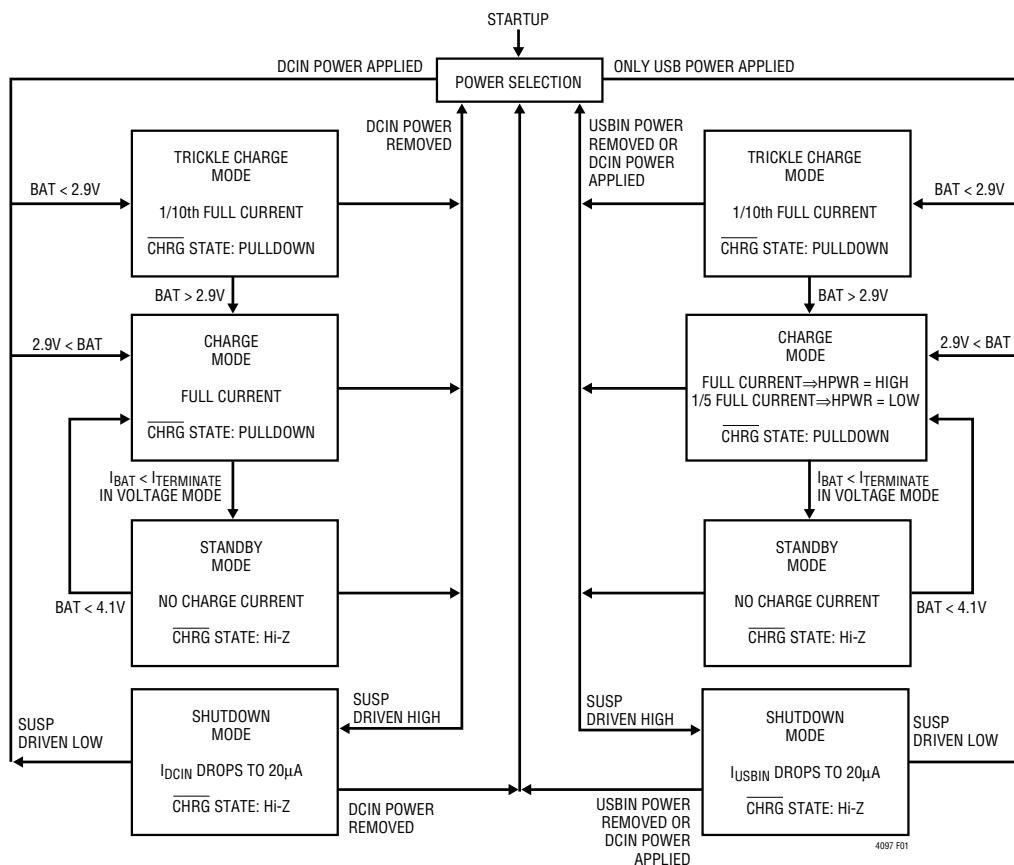 STARTUP
DCIN POWER APPLIED
POWER SELECTION
ONLY USB POWER APPLIED
DCIN POWER
REMOVED
USBIN POWER
REMOVED OR
DCIN POWER
APPLIED
BAT < 2.9V
TRICKLE CHARGE
MODE
1/10th FULL CURRENT
CHRG STATE: PULLDOWN
TRICKLE CHARGE
MODE
1/10th FULL CURRENT
CHRG STATE: PULLDOWN
BAT < 2.9V
BAT > 2.9V
BAT > 2.9V
2.9V < BAT
CHARGE
MODE
FULL CURRENT
CHRG STATE: PULLDOWN
CHARGE
MODE
FULL CURRENT⇒HPWR = HIGH
1/5 FULL CURRENT⇒HPWR = LOW
CHRG STATE: PULLDOWN
2.9V < BAT
IBAT < ITERMINATE
IN VOLTAGE MODE
IBAT < ITERMINATE
IN VOLTAGE MODE
BAT < 4.1V
STANDBY
MODE
NO CHARGE CURRENT
CHRG STATE: Hi-Z
STANDBY
MODE
NO CHARGE CURRENT
CHRG STATE: Hi-Z
BAT < 4.1V
SUSP
DRIVEN LOW
SHUTDOWN
MODE
IDCIN DROPS TO 20µA
CHRG STATE: Hi-Z
SUSP
DRIVEN HIGH
SUSP
DRIVEN HIGH
SHUTDOWN
MODE
IUSBIN DROPS TO 20µA
CHRG STATE: Hi-Z
SUSP
DRIVEN LOW
DCIN POWER
REMOVED
USBIN POWER
REMOVED OR
DCIN POWER
APPLIED
4097 F01